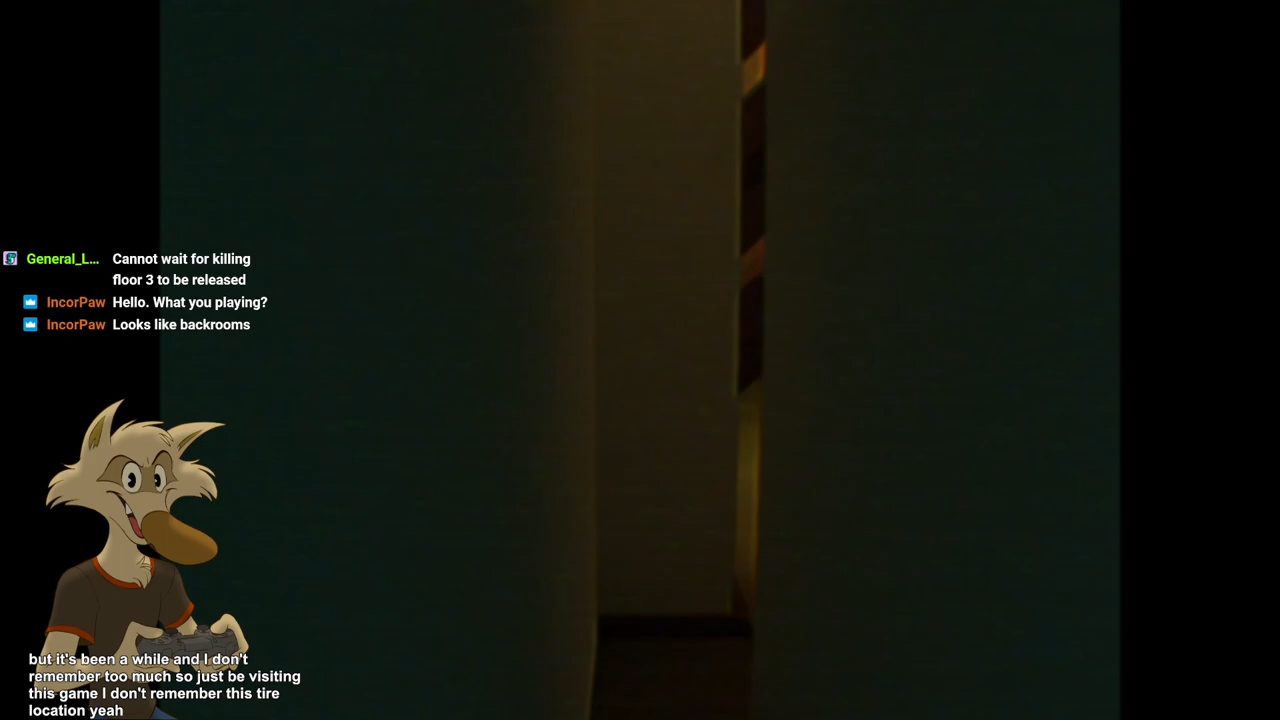 General_L... Cannot wait for killing
floor 3 to be released
IncorPaw Hello. What you playing?
IncorPaw Looks like backrooms
but it's been a while and I don't
remember too much so just be visiting
this game I don't remember this tire
location yeah